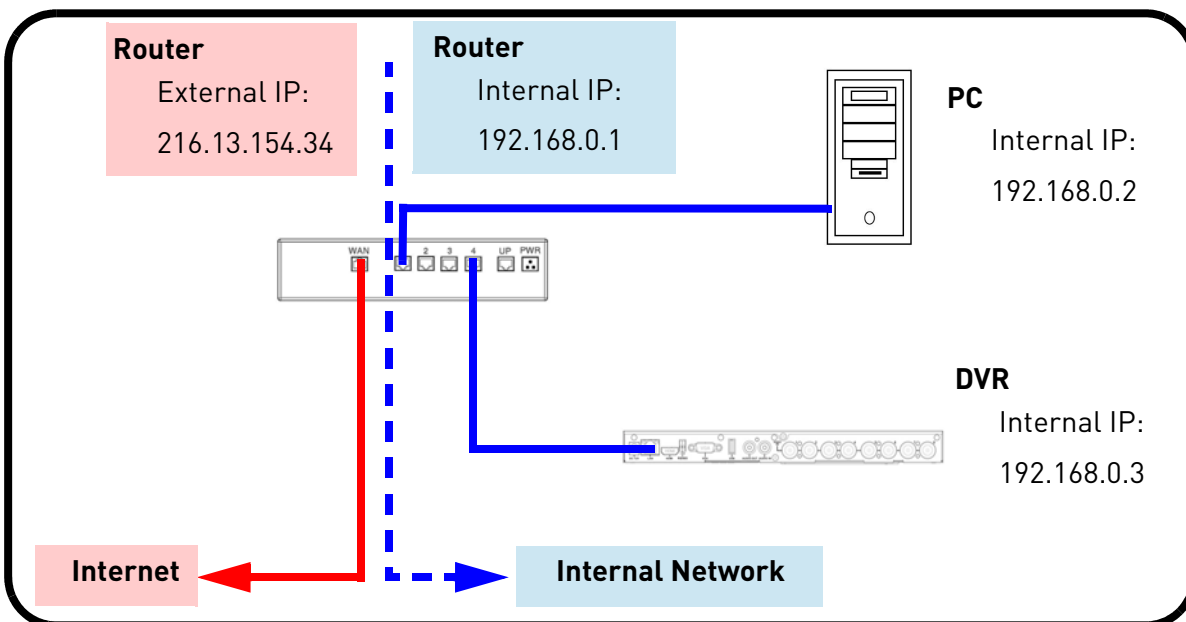 Router
External IP:
216.13.154.34
Router
Internal IP:
192.168.0.1
PC
Internal IP:
192.168.0.2
WAN 2 3 4 UP PWR
DVR
Internal IP:
192.168.0.3
Internet
Internal Network